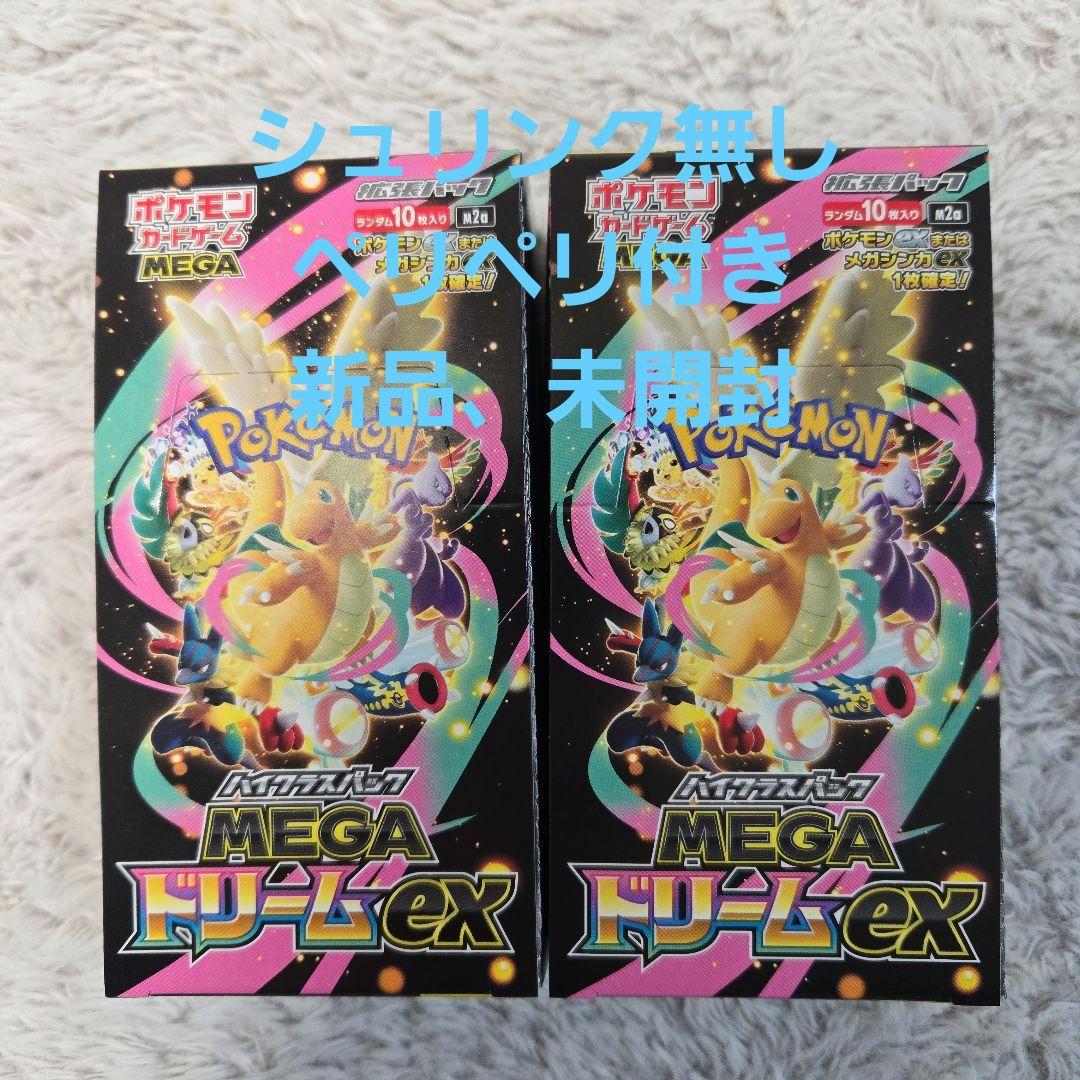 シュリンク無し
ペリペリ付き
新品、未開封
ポケモン
カードゲーム
MEGA
拡張パック
ランダム10枚入り M2a
ポケモンexまたは
メガシンカex
1枚確定!
POKÉMON
ハイクラスパック
MEGA
ドリームex
ポケモン
カードゲーム
MEGA
拡張パック
ランダム10枚入り M2a
ポケモンexまたは
メガシンカex
1枚確定!
POKÉMON
ハイクラスパック
MEGA
ドリームex